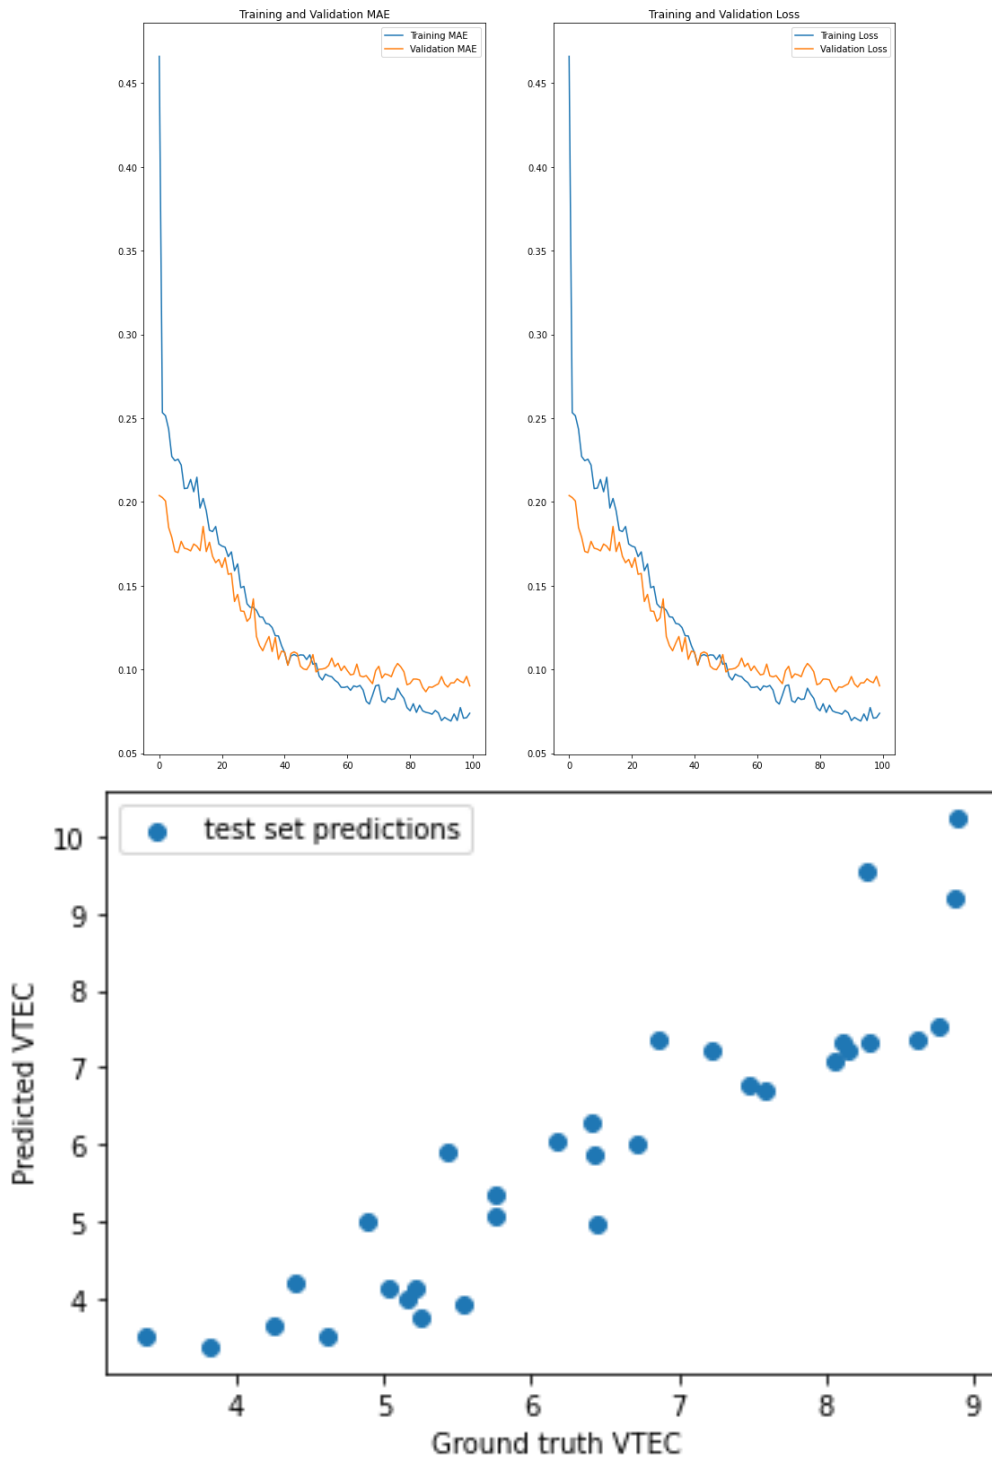 Training and Validation MAE
Training MAE
Validation MAE
0.45
0.40
0.35
0.30
0.25
0.20
0.15
0.10
0.05
0 20 40 60 80 100
Training and Validation Loss
Training Loss
Validation Loss
0.45
0.40
0.35
0.30
0.25
0.20
0.15
0.10
0.05
0 20 40 60 80 100
test set predictions
Predicted VTEC
10
9
8
7
6
5
4
4 5 6 7 8 9
Ground truth VTEC